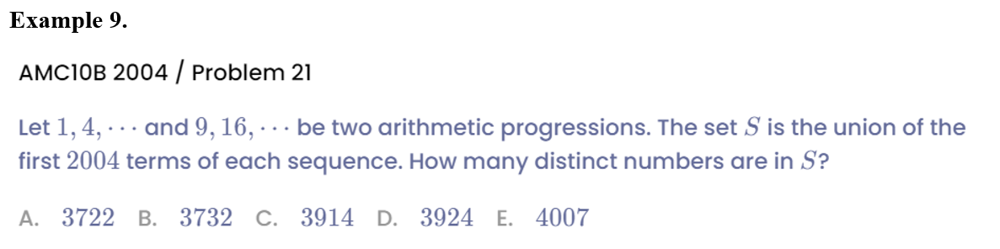 Example 9.
AMC10B 2004 / Problem 21
Let 1, 4, ⋯ and 9, 16, ⋯ be two arithmetic progressions. The set S is the union of the
first 2004 terms of each sequence. How many distinct numbers are in S?
A. 3722 B. 3732 C. 3914 D. 3924 E. 4007